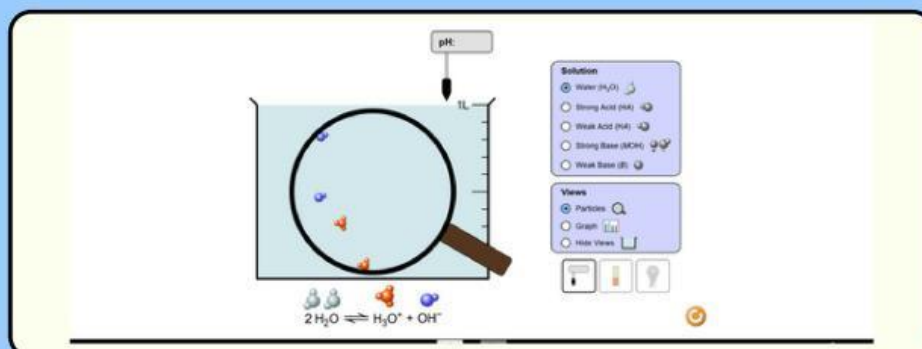 pH:
1L
Solution
Water (H₂O)
Strong Acid (HA)
Weak Acid (HA)
Strong Base (MOH)
Weak Base (B)
Views
Particles
Graph
Hide Views
2 H₂O ⇌ H₃O⁺ + OH⁻